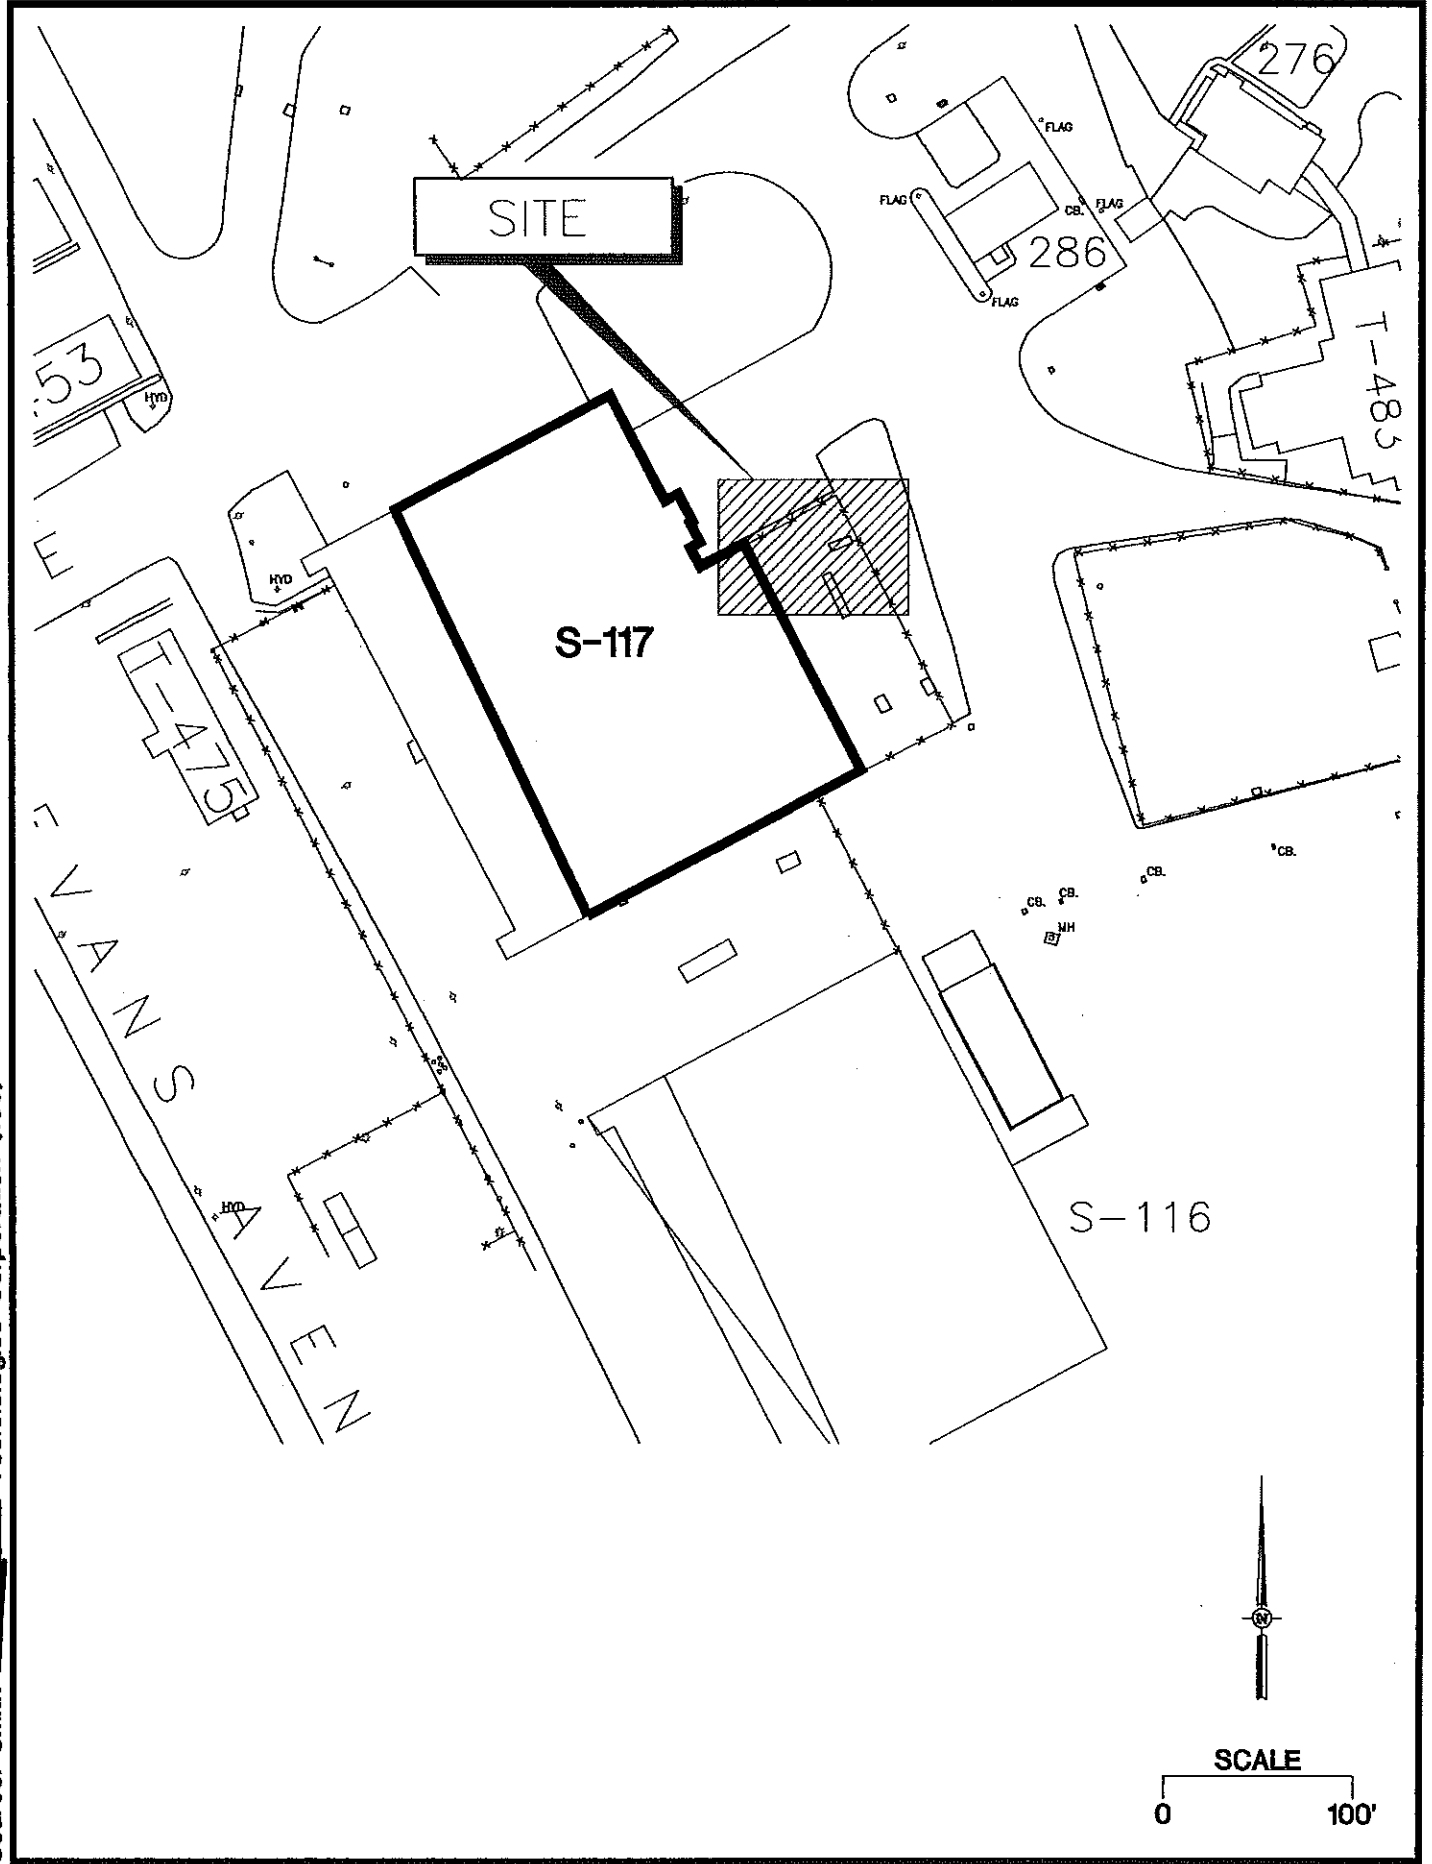 276
FLAG
FLAG
CB.
FLAG
286
FLAG
SITE
T-483
53
HYD
E
HYD
S-117
T-475
EVANS AVEN
HYD
CB.
CB.
CB.
CB.
MH
S-116
N
SCALE
0 100'